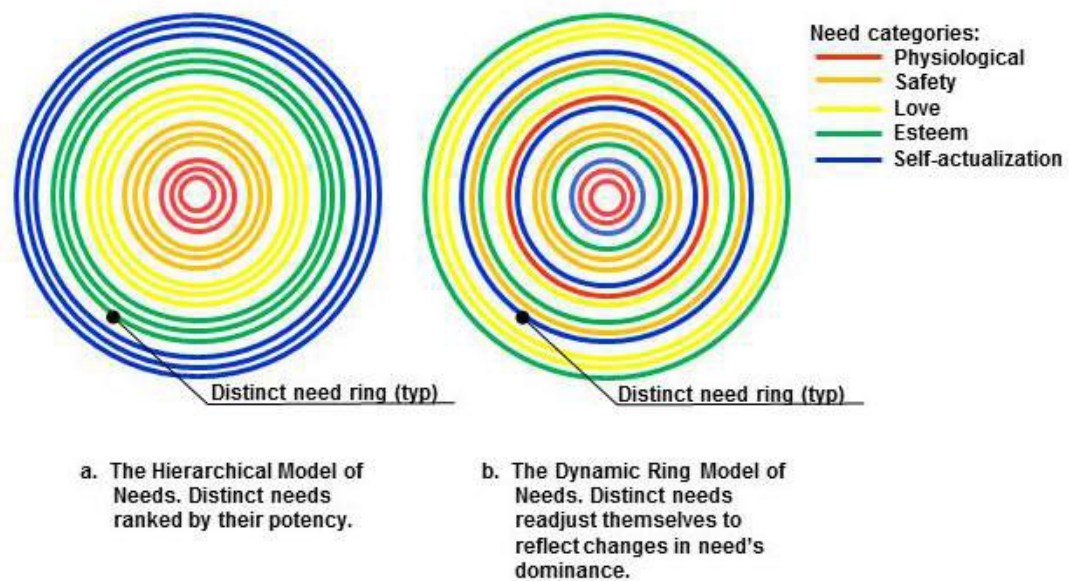 Need categories:
Physiological
Safety
Love
Esteem
Self-actualization
Distinct need ring (typ)
Distinct need ring (typ)
a. The Hierarchical Model of
Needs. Distinct needs
ranked by their potency.
b. The Dynamic Ring Model of
Needs. Distinct needs
readjust themselves to
reflect changes in need's
dominance.